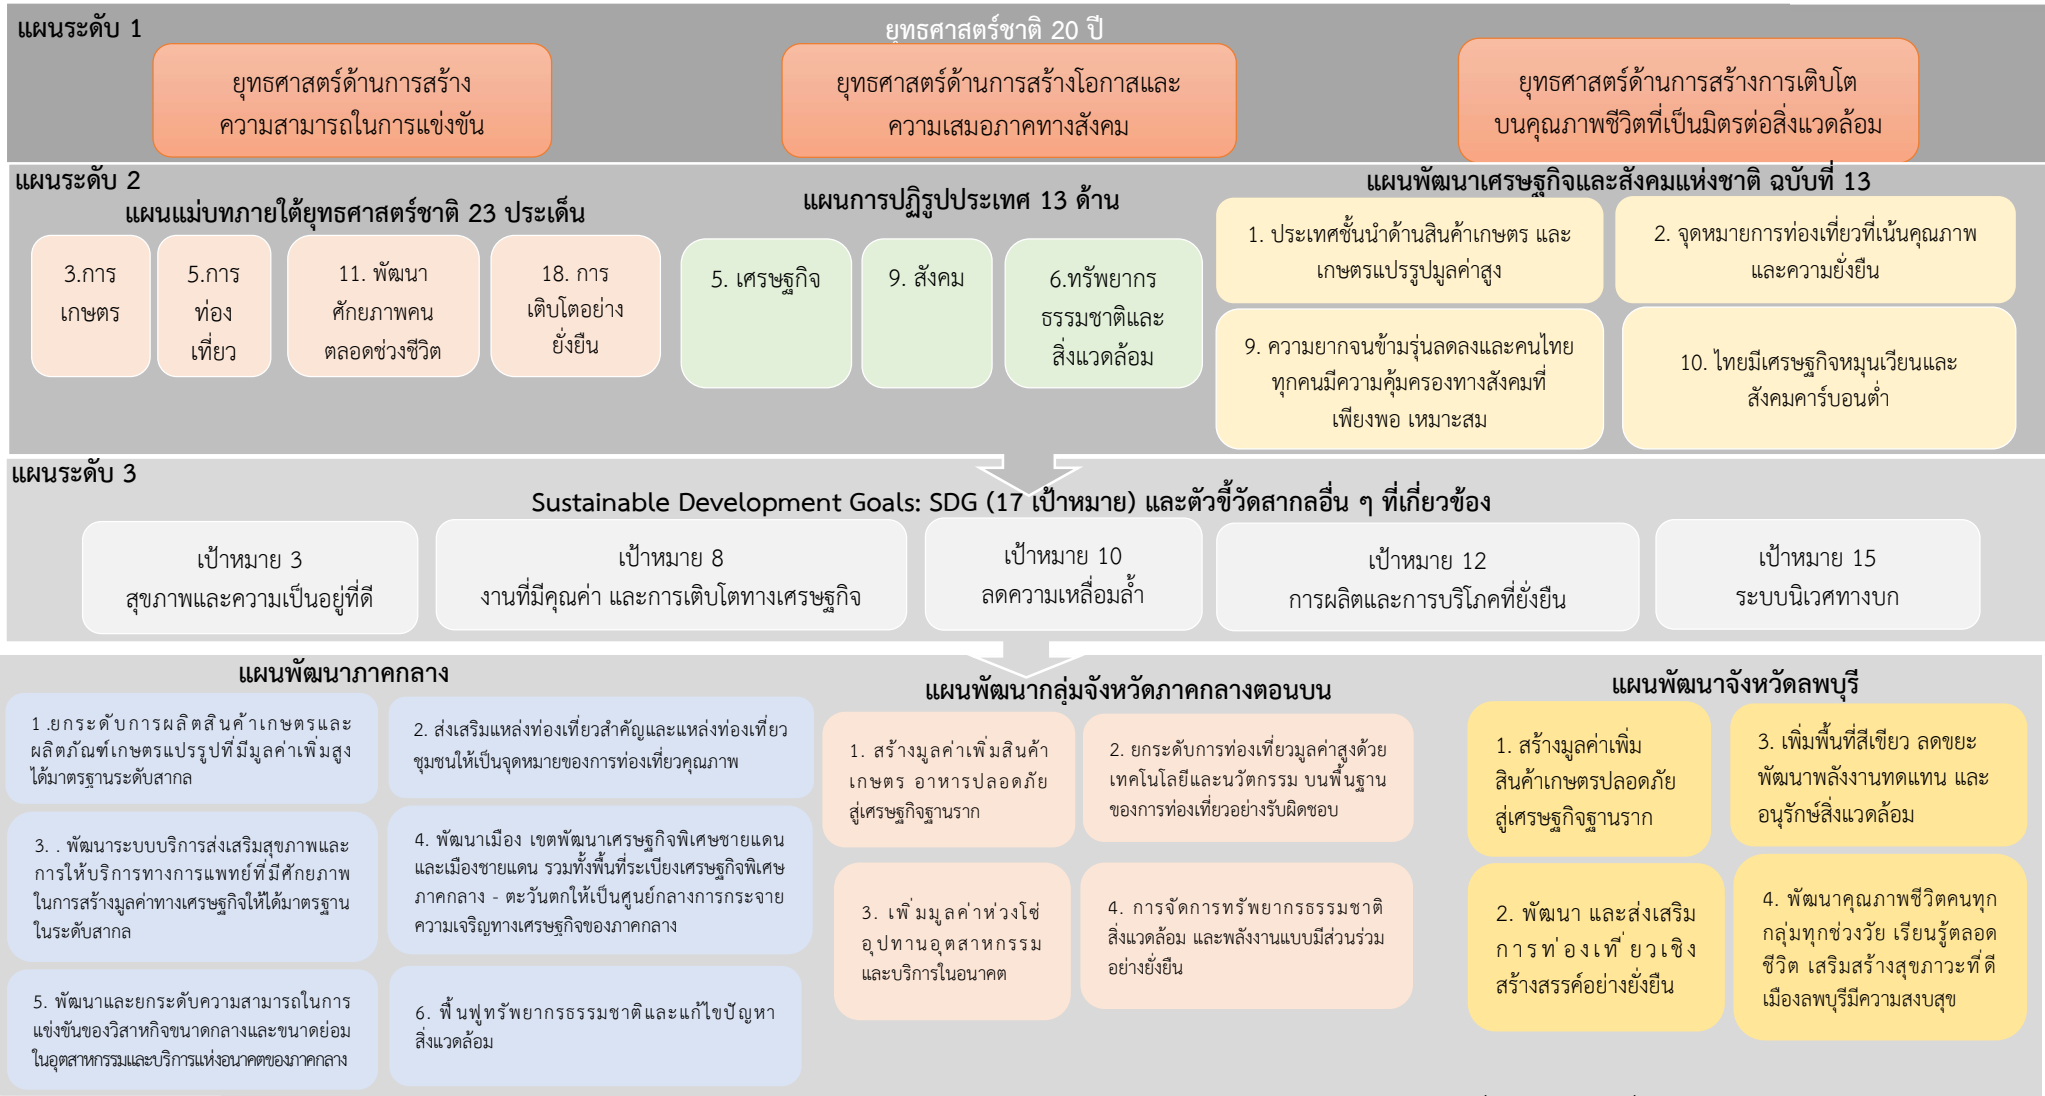 แผนระดับ 1
ยุทธศาสตร์ชาติ 20 ปี
ยุทธศาสตร์ด้านการสร้าง
ความสามารถในการแข่งขัน
ยุทธศาสตร์ด้านการสร้างโอกาสและ
ความเสมอภาคทางสังคม
ยุทธศาสตร์ด้านการสร้างการเติบโต
บนคุณภาพชีวิตที่เป็นมิตรต่อสิ่งแวดล้อม
แผนระดับ 2
แผนแม่บทภายใต้ยุทธศาสตร์ชาติ 23 ประเด็น
3.การ
เกษตร
5.การ
ท่อง
เที่ยว
11. พัฒนา
ศักยภาพคน
ตลอดช่วงชีวิต
18. การ
เติบโตอย่าง
ยั่งยืน
แผนการปฏิรูปประเทศ 13 ด้าน
5. เศรษฐกิจ
9. สังคม
6.ทรัพยากร
ธรรมชาติและ
สิ่งแวดล้อม
แผนพัฒนาเศรษฐกิจและสังคมแห่งชาติ ฉบับที่ 13
1. ประเทศชั้นนำด้านสินค้าเกษตร และ
เกษตรแปรรูปมูลค่าสูง
2. จุดหมายการท่องเที่ยวที่เน้นคุณภาพ
และความยั่งยืน
9. ความยากจนข้ามรุ่นลดลงและคนไทย
ทุกคนมีความคุ้มครองทางสังคมที่
เพียงพอ เหมาะสม
10. ไทยมีเศรษฐกิจหมุนเวียนและ
สังคมคาร์บอนต่ำ
แผนระดับ 3
Sustainable Development Goals: SDG (17 เป้าหมาย) และตัวชี้วัดสากลอื่น ๆ ที่เกี่ยวข้อง
เป้าหมาย 3
สุขภาพและความเป็นอยู่ที่ดี
เป้าหมาย 8
งานที่มีคุณค่า และการเติบโตทางเศรษฐกิจ
เป้าหมาย 10
ลดความเหลื่อมล้ำ
เป้าหมาย 12
การผลิตและการบริโภคที่ยั่งยืน
เป้าหมาย 15
ระบบนิเวศทางบก
แผนพัฒนาภาคกลาง
1 .ยกระดับการผลิตสินค้าเกษตรและ
ผลิตภัณฑ์เกษตรแปรรูปที่มีมูลค่าเพิ่มสูง
ได้มาตรฐานระดับสากล
2. ส่งเสริมแหล่งท่องเที่ยวสำคัญและแหล่งท่องเที่ยว
ชุมชนให้เป็นจุดหมายของการท่องเที่ยวคุณภาพ
3. . พัฒนาระบบบริการส่งเสริมสุขภาพและ
การให้บริการทางการแพทย์ที่มีศักยภาพ
ในการสร้างมูลค่าทางเศรษฐกิจให้ได้มาตรฐาน
ในระดับสากล
4. พัฒนาเมือง เขตพัฒนาเศรษฐกิจพิเศษชายแดน
และเมืองชายแดน รวมทั้งพื้นที่ระเบียงเศรษฐกิจพิเศษ
ภาคกลาง - ตะวันตกให้เป็นศูนย์กลางการกระจาย
ความเจริญทางเศรษฐกิจของภาคกลาง
5. พัฒนาและยกระดับความสามารถในการ
แข่งขันของวิสาหกิจขนาดกลางและขนาดย่อม
ในอุตสาหกรรมและบริการแห่งอนาคตของภาคกลาง
6. ฟื้นฟูทรัพยากรธรรมชาติและแก้ไขปัญหา
สิ่งแวดล้อม
แผนพัฒนากลุ่มจังหวัดภาคกลางตอนบน
1. สร้างมูลค่าเพิ่มสินค้า
เกษตร อาหารปลอดภัย
สู่เศรษฐกิจฐานราก
2. ยกระดับการท่องเที่ยวมูลค่าสูงด้วย
เทคโนโลยีและนวัตกรรม บนพื้นฐาน
ของการท่องเที่ยวอย่างรับผิดชอบ
3. เพิ่มมูลค่าห่วงโซ่
อุปทานอุตสาหกรรม
และบริการในอนาคต
4. การจัดการทรัพยากรธรรมชาติ
สิ่งแวดล้อม และพลังงานแบบมีส่วนร่วม
อย่างยั่งยืน
แผนพัฒนาจังหวัดลพบุรี
1. สร้างมูลค่าเพิ่ม
สินค้าเกษตรปลอดภัย
สู่เศรษฐกิจฐานราก
3. เพิ่มพื้นที่สีเขียว ลดขยะ
พัฒนาพลังงานทดแทน และ
อนุรักษ์สิ่งแวดล้อม
2. พัฒนา และส่งเสริม
การท่องเที่ยวเชิง
สร้างสรรค์อย่างยั่งยืน
4. พัฒนาคุณภาพชีวิตคนทุก
กลุ่มทุกช่วงวัย เรียนรู้ตลอด
ชีวิต เสริมสร้างสุขภาวะที่ดี
เมืองลพบุรีมีความสงบสุข